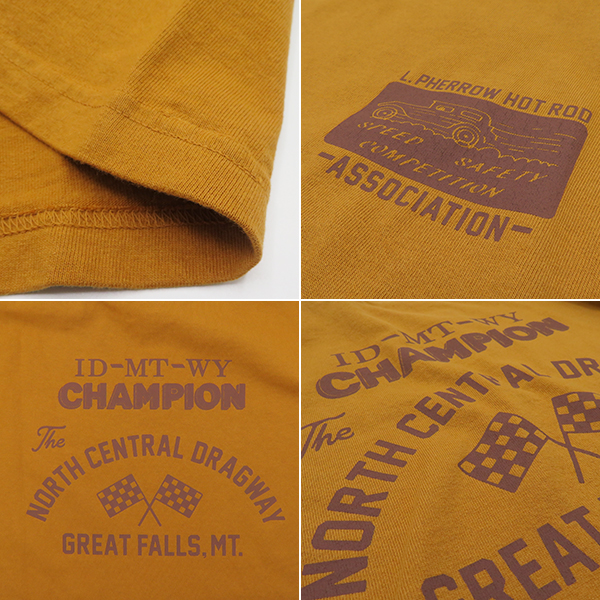 L. PHERROW HOT ROD
SPEED SAFETY
COMPETITION
-ASSOCIATION-
ID-MT-WY
CHAMPION
The
NORTH CENTRAL DRAGWAY
GREAT FALLS, MT.
ID-MT-WY
CHAMPION
The
NORTH CENTRAL DRA
GREAT